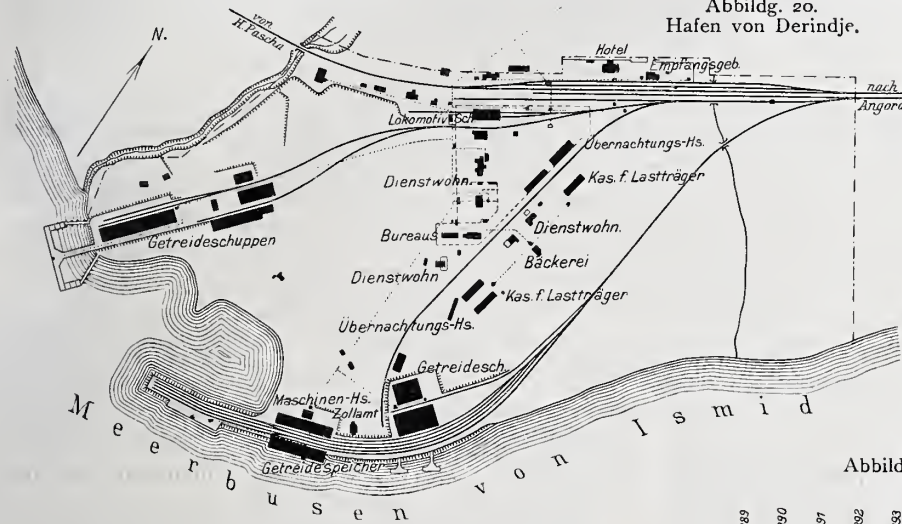 Abbildg. 20.
Hafen von Derindje.
von
H. Pascha
N.
Hotel
Empfangsgeb.
nach
Angora
Lokomotiv-Sch.
Übernachtungs-Hs.
Dienstwohn.
Kas. f. Lastträger
Getreideschuppen
Bureaus
Dienstwohn.
Bäckerei
Dienstwohn
Kas. f. Lastträger
Übernachtungs-Hs.
Getreidesch.
Maschinen-Hs.
Zollamt
Getreidespeicher
Meerbusen von Ismid
Abbild